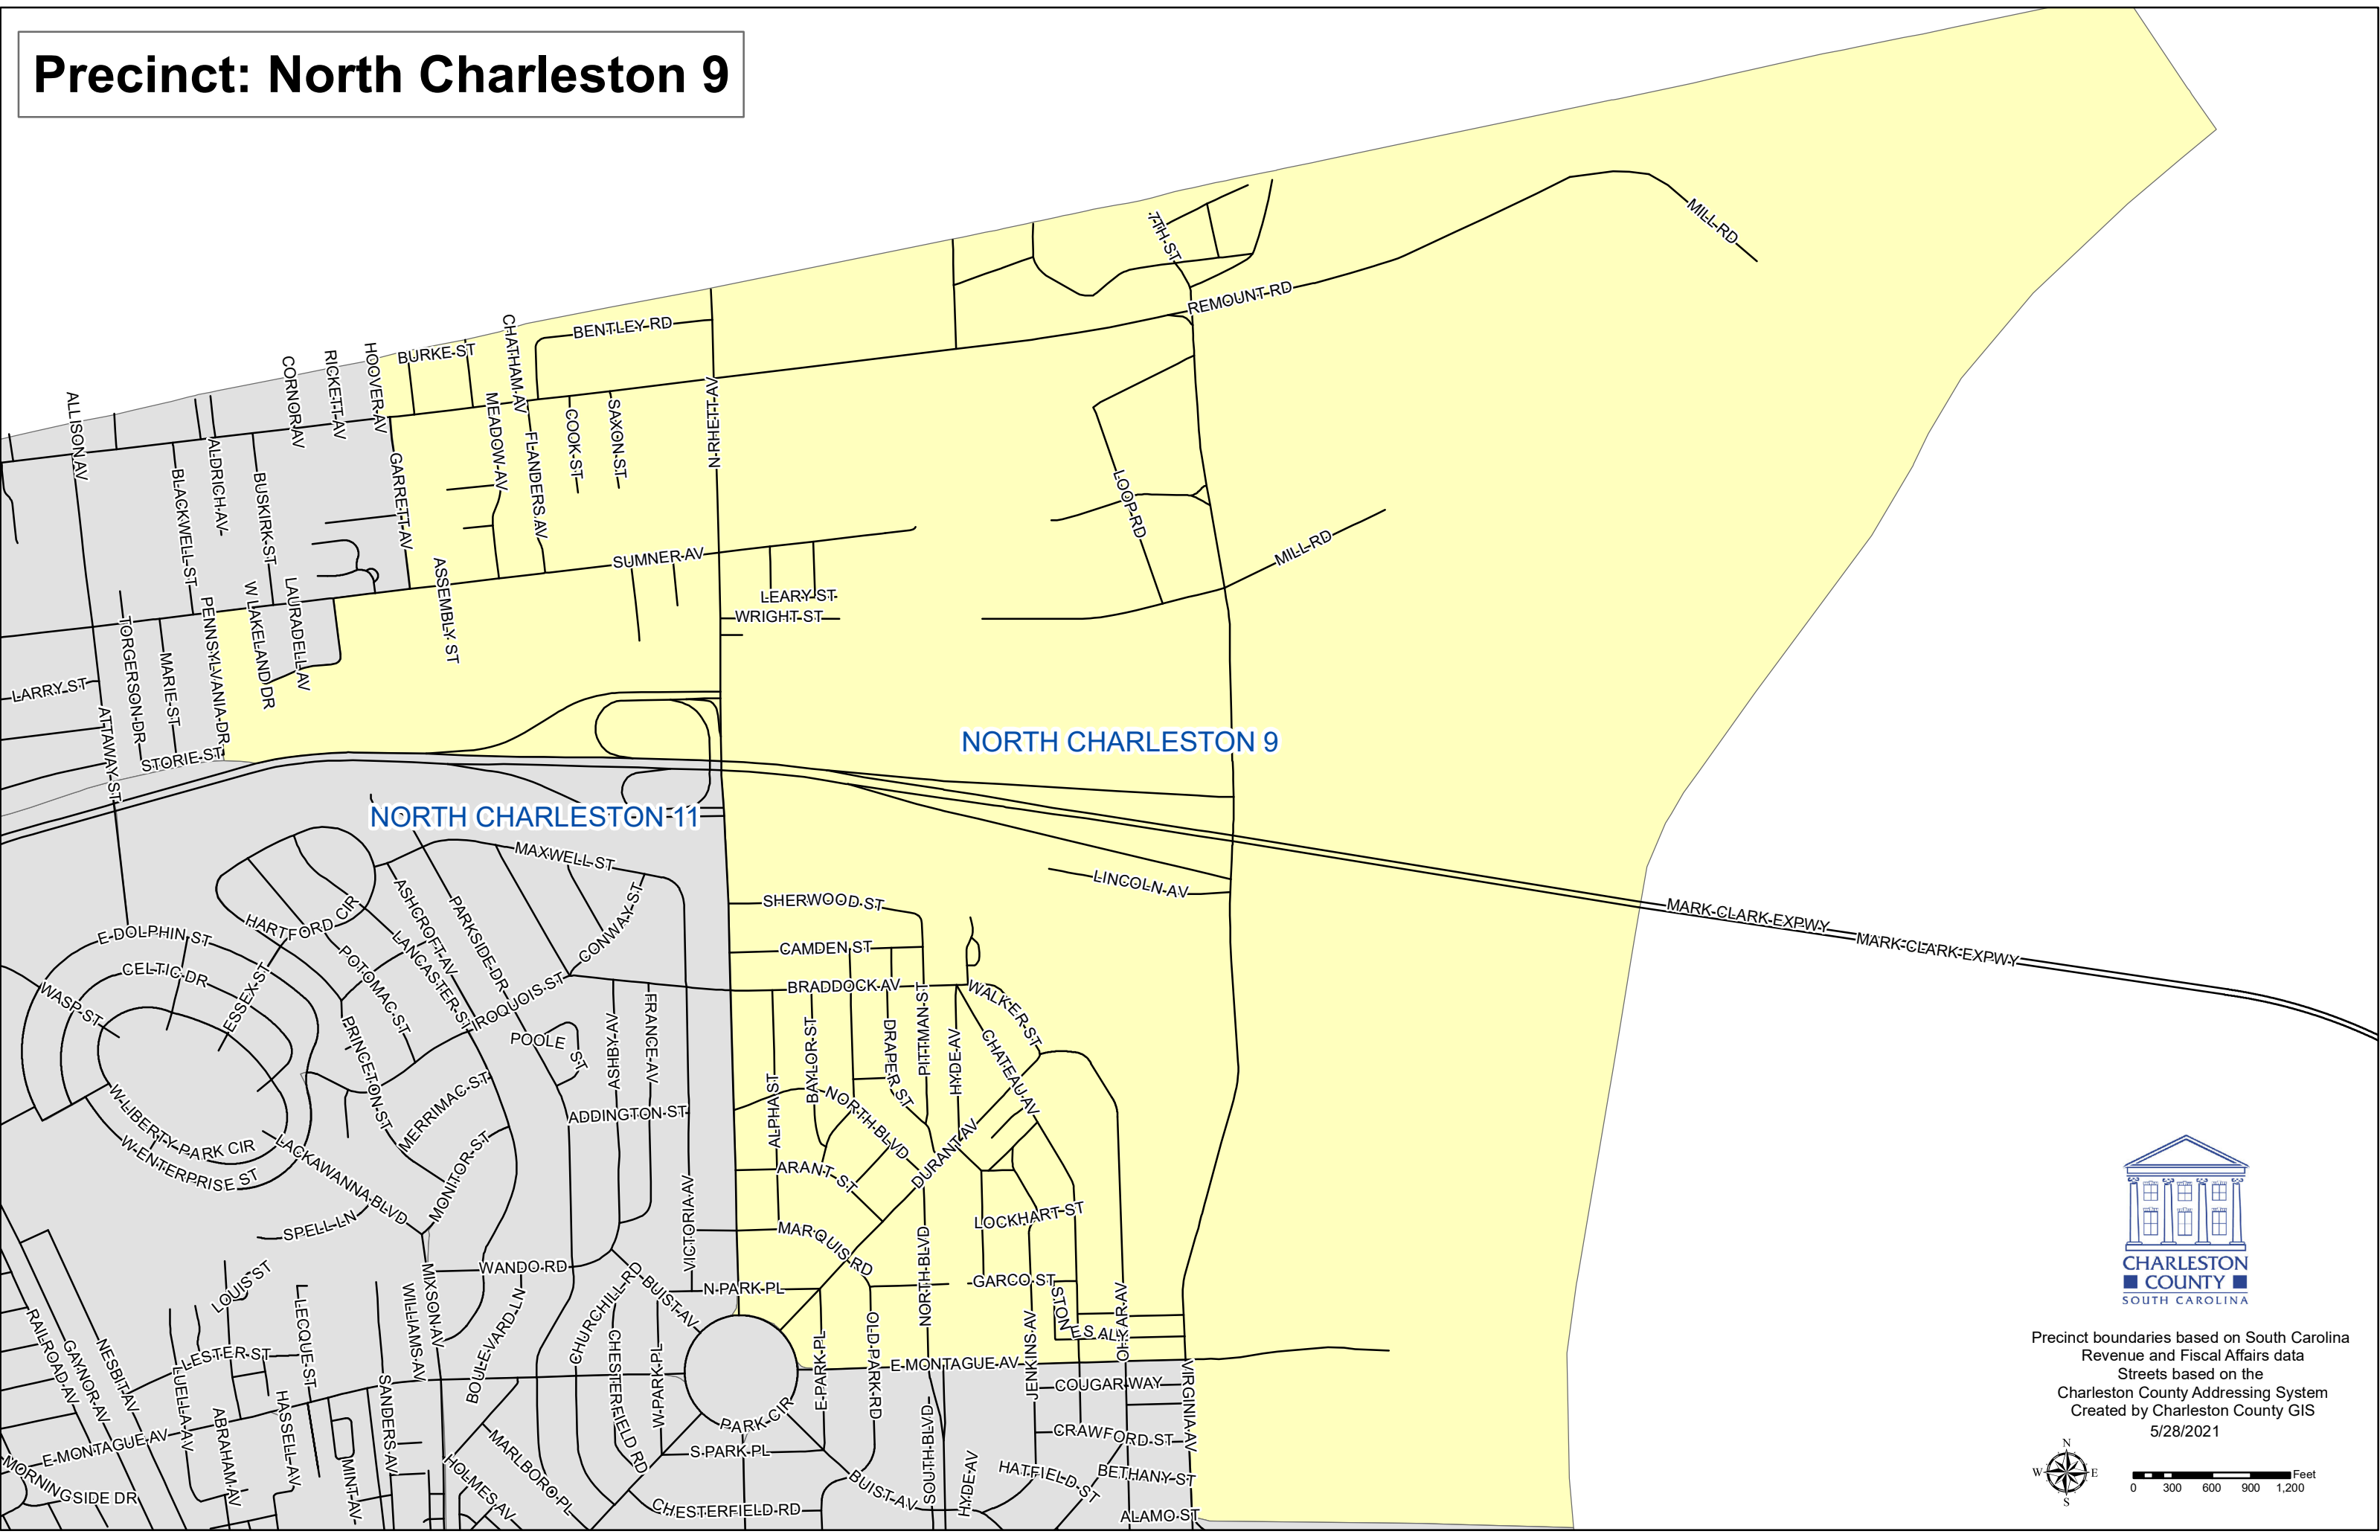 Precinct: North Charleston 9
7TH ST
MILL RD
REMOUNT RD
BENTLEY RD
BURKE ST
CHATHAM AV
HOOVER AV
RICKETT AV
CORNOR AV
ALLISON AV
N RHETT AV
MEADOW AV
FLANDERS AV
COOK ST
SAXON ST
GARRETT AV
ALDRICH AV
BLACKWELL ST
BUSKIRK ST
LOOP RD
MILL RD
SUMNER AV
ASSEMBLY ST
LEARY ST
WRIGHT ST
LAURADELL AV
W LAKELAND DR
PENNSYLVANIA DR
TORGERSON DR
MARIE ST
LARRY ST
ATTAWAY ST
STORIE ST
NORTH CHARLESTON 9
NORTH CHARLESTON 11
MAXWELL ST
LINCOLN AV
MARK CLARK EXPWY
MARK CLARK EXPWY
SHERWOOD ST
CONWAY ST
CAMDEN ST
BRADDOCK AV
HARTFORD CIR
ASHCROFT AV
PARKSIDE DR
LANCASTER ST
POTOMAC ST
E DOLPHIN ST
CELTIC DR
WASP ST
ESSEX ST
IROQUOIS ST
POOLE ST
PRINCETON ST
MERRIMAC ST
MONITOR ST
ASHBY AV
FRANCE AV
ADDINGTON ST
ALPHA ST
BAYLOR ST
DRAPER ST
PITTMAN ST
HYDE AV
WALKER ST
CHATEAU AV
NORTH BLVD
DURANT AV
ARANT ST
MARQUIS RD
LOCKHART ST
GARCO ST
W LIBERTY PARK CIR
W ENTERPRISE ST
LACKAWANNA BLVD
SPELL LN
WANDO RD
VICTORIA AV
N PARK PL
BUIST AV
CHURCHILL RD
CHESTERFIELD RD
W PARK PL
E PARK PL
OLD PARK RD
NORTH BLVD
E MONTAGUE AV
JENKINS AV
STONES ALY
OHEAR AV
VIRGINIA AV
COUGAR WAY
CRAWFORD ST
BETHANY ST
HATFIELD ST
ALAMO ST
HYDE AV
SOUTH BLVD
BUIST AV
PARK CIR
S PARK PL
CHESTERFIELD RD
MARLBORO PL
HOLMES AV
BOULEVARD LN
MIXSON AV
WILLIAMS AV
SANDERS AV
MINT AV
HASSELL AV
LECQUE ST
LOUIS ST
LESTER ST
LUELLA AV
ABRAHAM AV
NESBIT AV
GAYNOR AV
RAILROAD AV
E MONTAGUE AV
MORNINGSIDE DR
CHARLESTON
COUNTY
SOUTH CAROLINA
Precinct boundaries based on South Carolina
Revenue and Fiscal Affairs data
Streets based on the
Charleston County Addressing System
Created by Charleston County GIS
5/28/2021
N
W
E
S
Feet
0 300 600 900 1,200